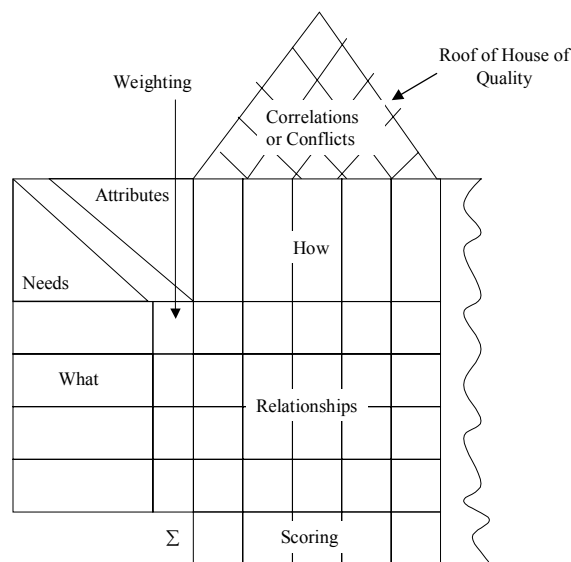 Roof of House of
Quality
Weighting
Correlations
or Conflicts
Attributes
How
Needs
What
Relationships
Σ
Scoring